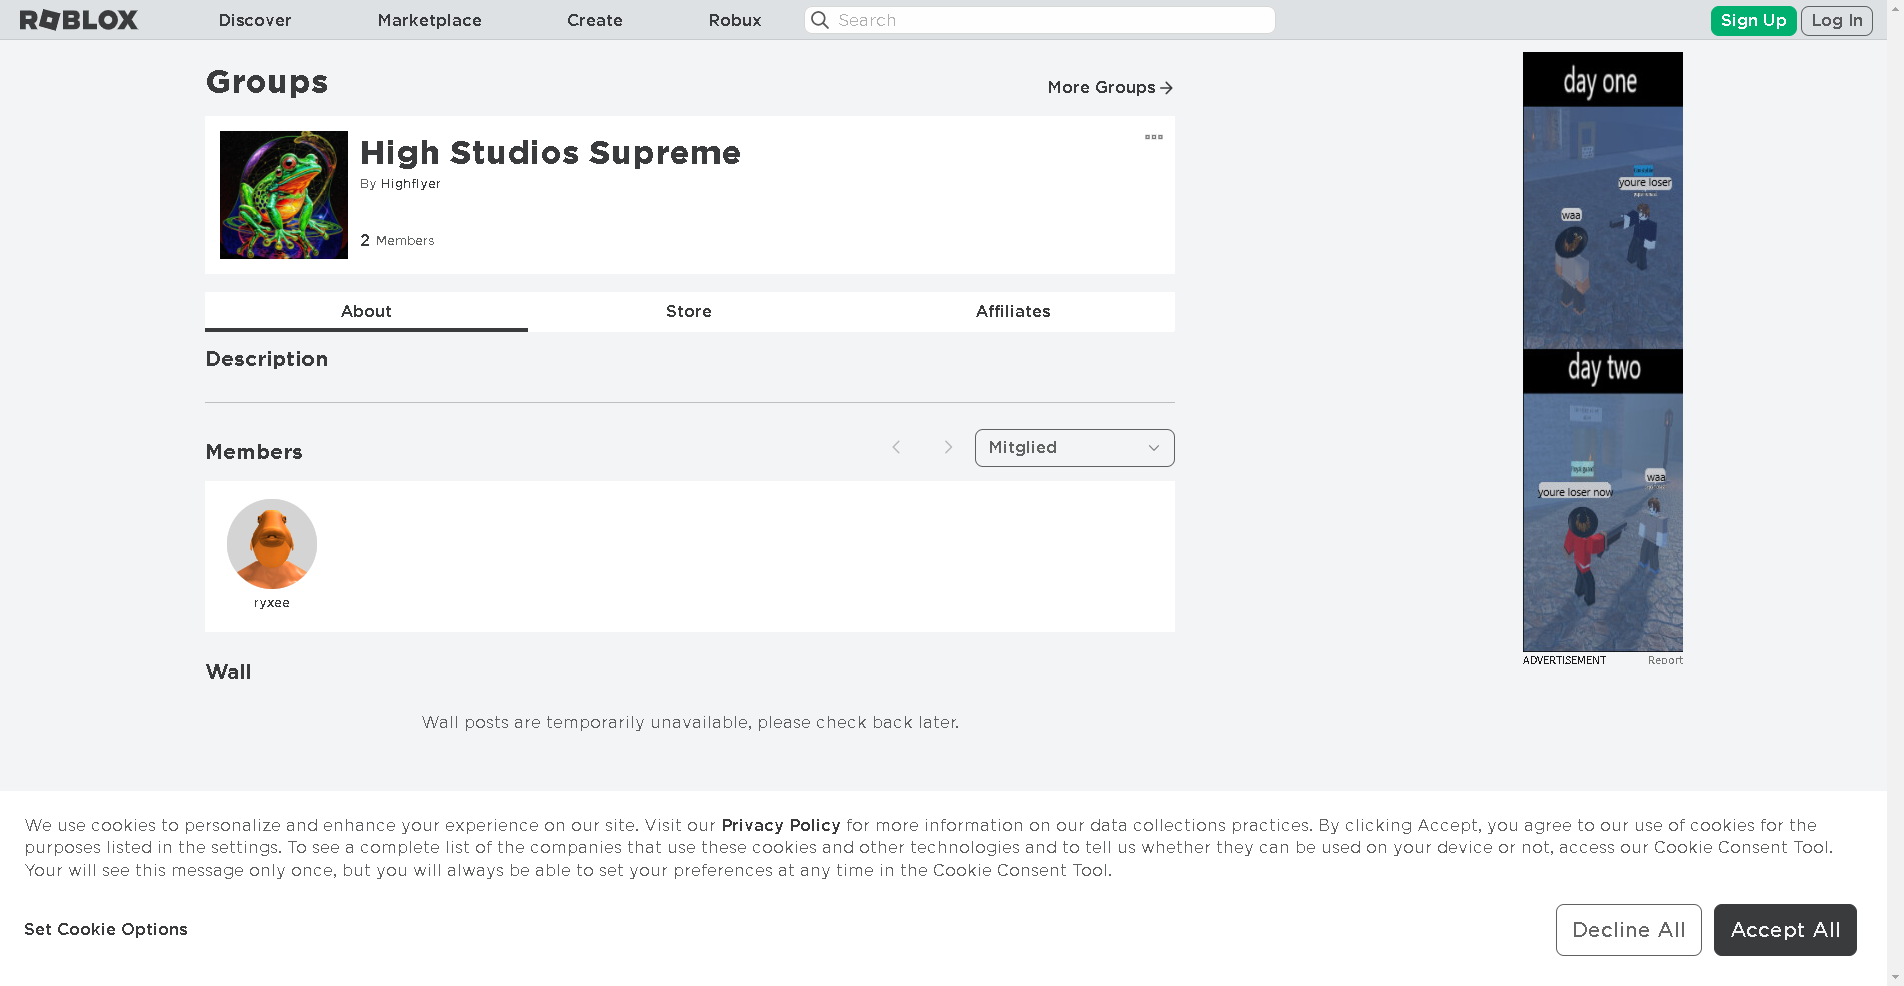 ROBLOX
Discover
Marketplace
Create
Robux
Search
Sign Up
Log In
Groups
More Groups
High Studios Supreme
By Highflyer
2 Members
About
Store
Affiliates
Description
Members
Mitglied
ryxee
Wall
Wall posts are temporarily unavailable, please check back later.
day one
youre loser
waa
day two
waa
youre loser now
ADVERTISEMENT
Report
We use cookies to personalize and enhance your experience on our site. Visit our Privacy Policy for more information on our data collections practices. By clicking Accept, you agree to our use of cookies for the
purposes listed in the settings. To see a complete list of the companies that use these cookies and other technologies and to tell us whether they can be used on your device or not, access our Cookie Consent Tool.
Your will see this message only once, but you will always be able to set your preferences at any time in the Cookie Consent Tool.
Set Cookie Options
Decline All
Accept All